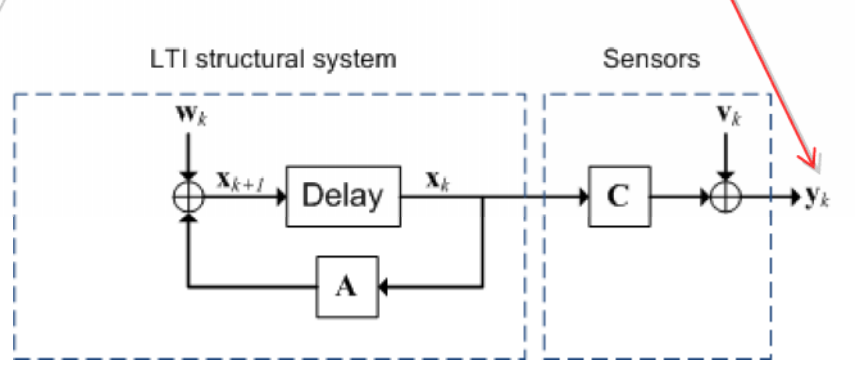 LTI structural system
Sensors
w_k
v_k
x_{k+1}
Delay
x_k
C
y_k
A